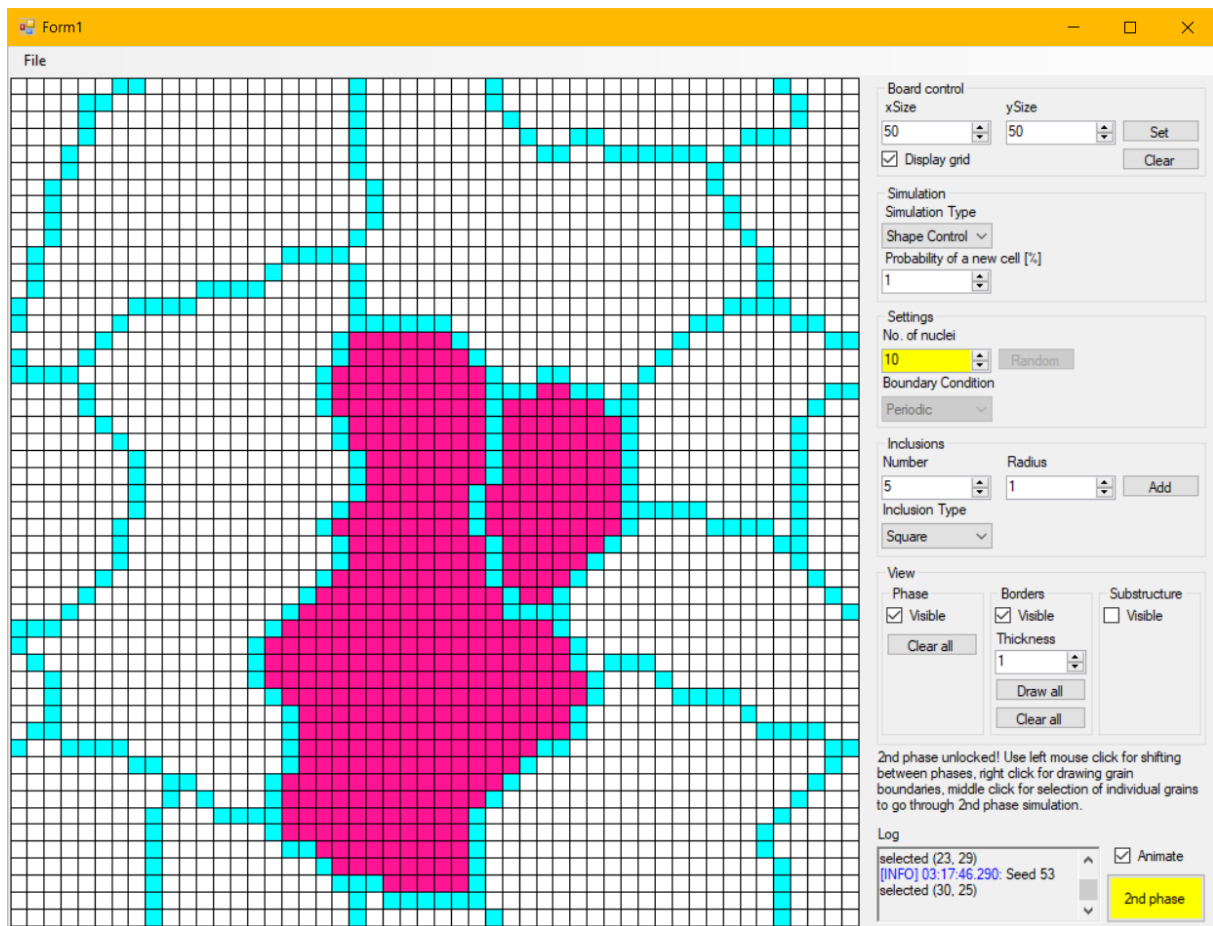 Form1
File
Board control
xSize ySize
50 50 Set
Display grid Clear
Simulation
Simulation Type
Shape Control
Probability of a new cell [%]
1
Settings
No. of nuclei
10 Random
Boundary Condition
Periodic
Inclusions
Number Radius
5 1 Add
Inclusion Type
Square
View
Phase Borders Substructure
Visible Visible Visible
Clear all Thickness
1
Draw all
Clear all
2nd phase unlocked! Use left mouse click for shifting
between phases, right click for drawing grain
boundaries, middle click for selection of individual grains
to go through 2nd phase simulation.
Log
selected (23, 29)
[INFO] 03:17:46.290: Seed 53
selected (30, 25)
Animate
2nd phase